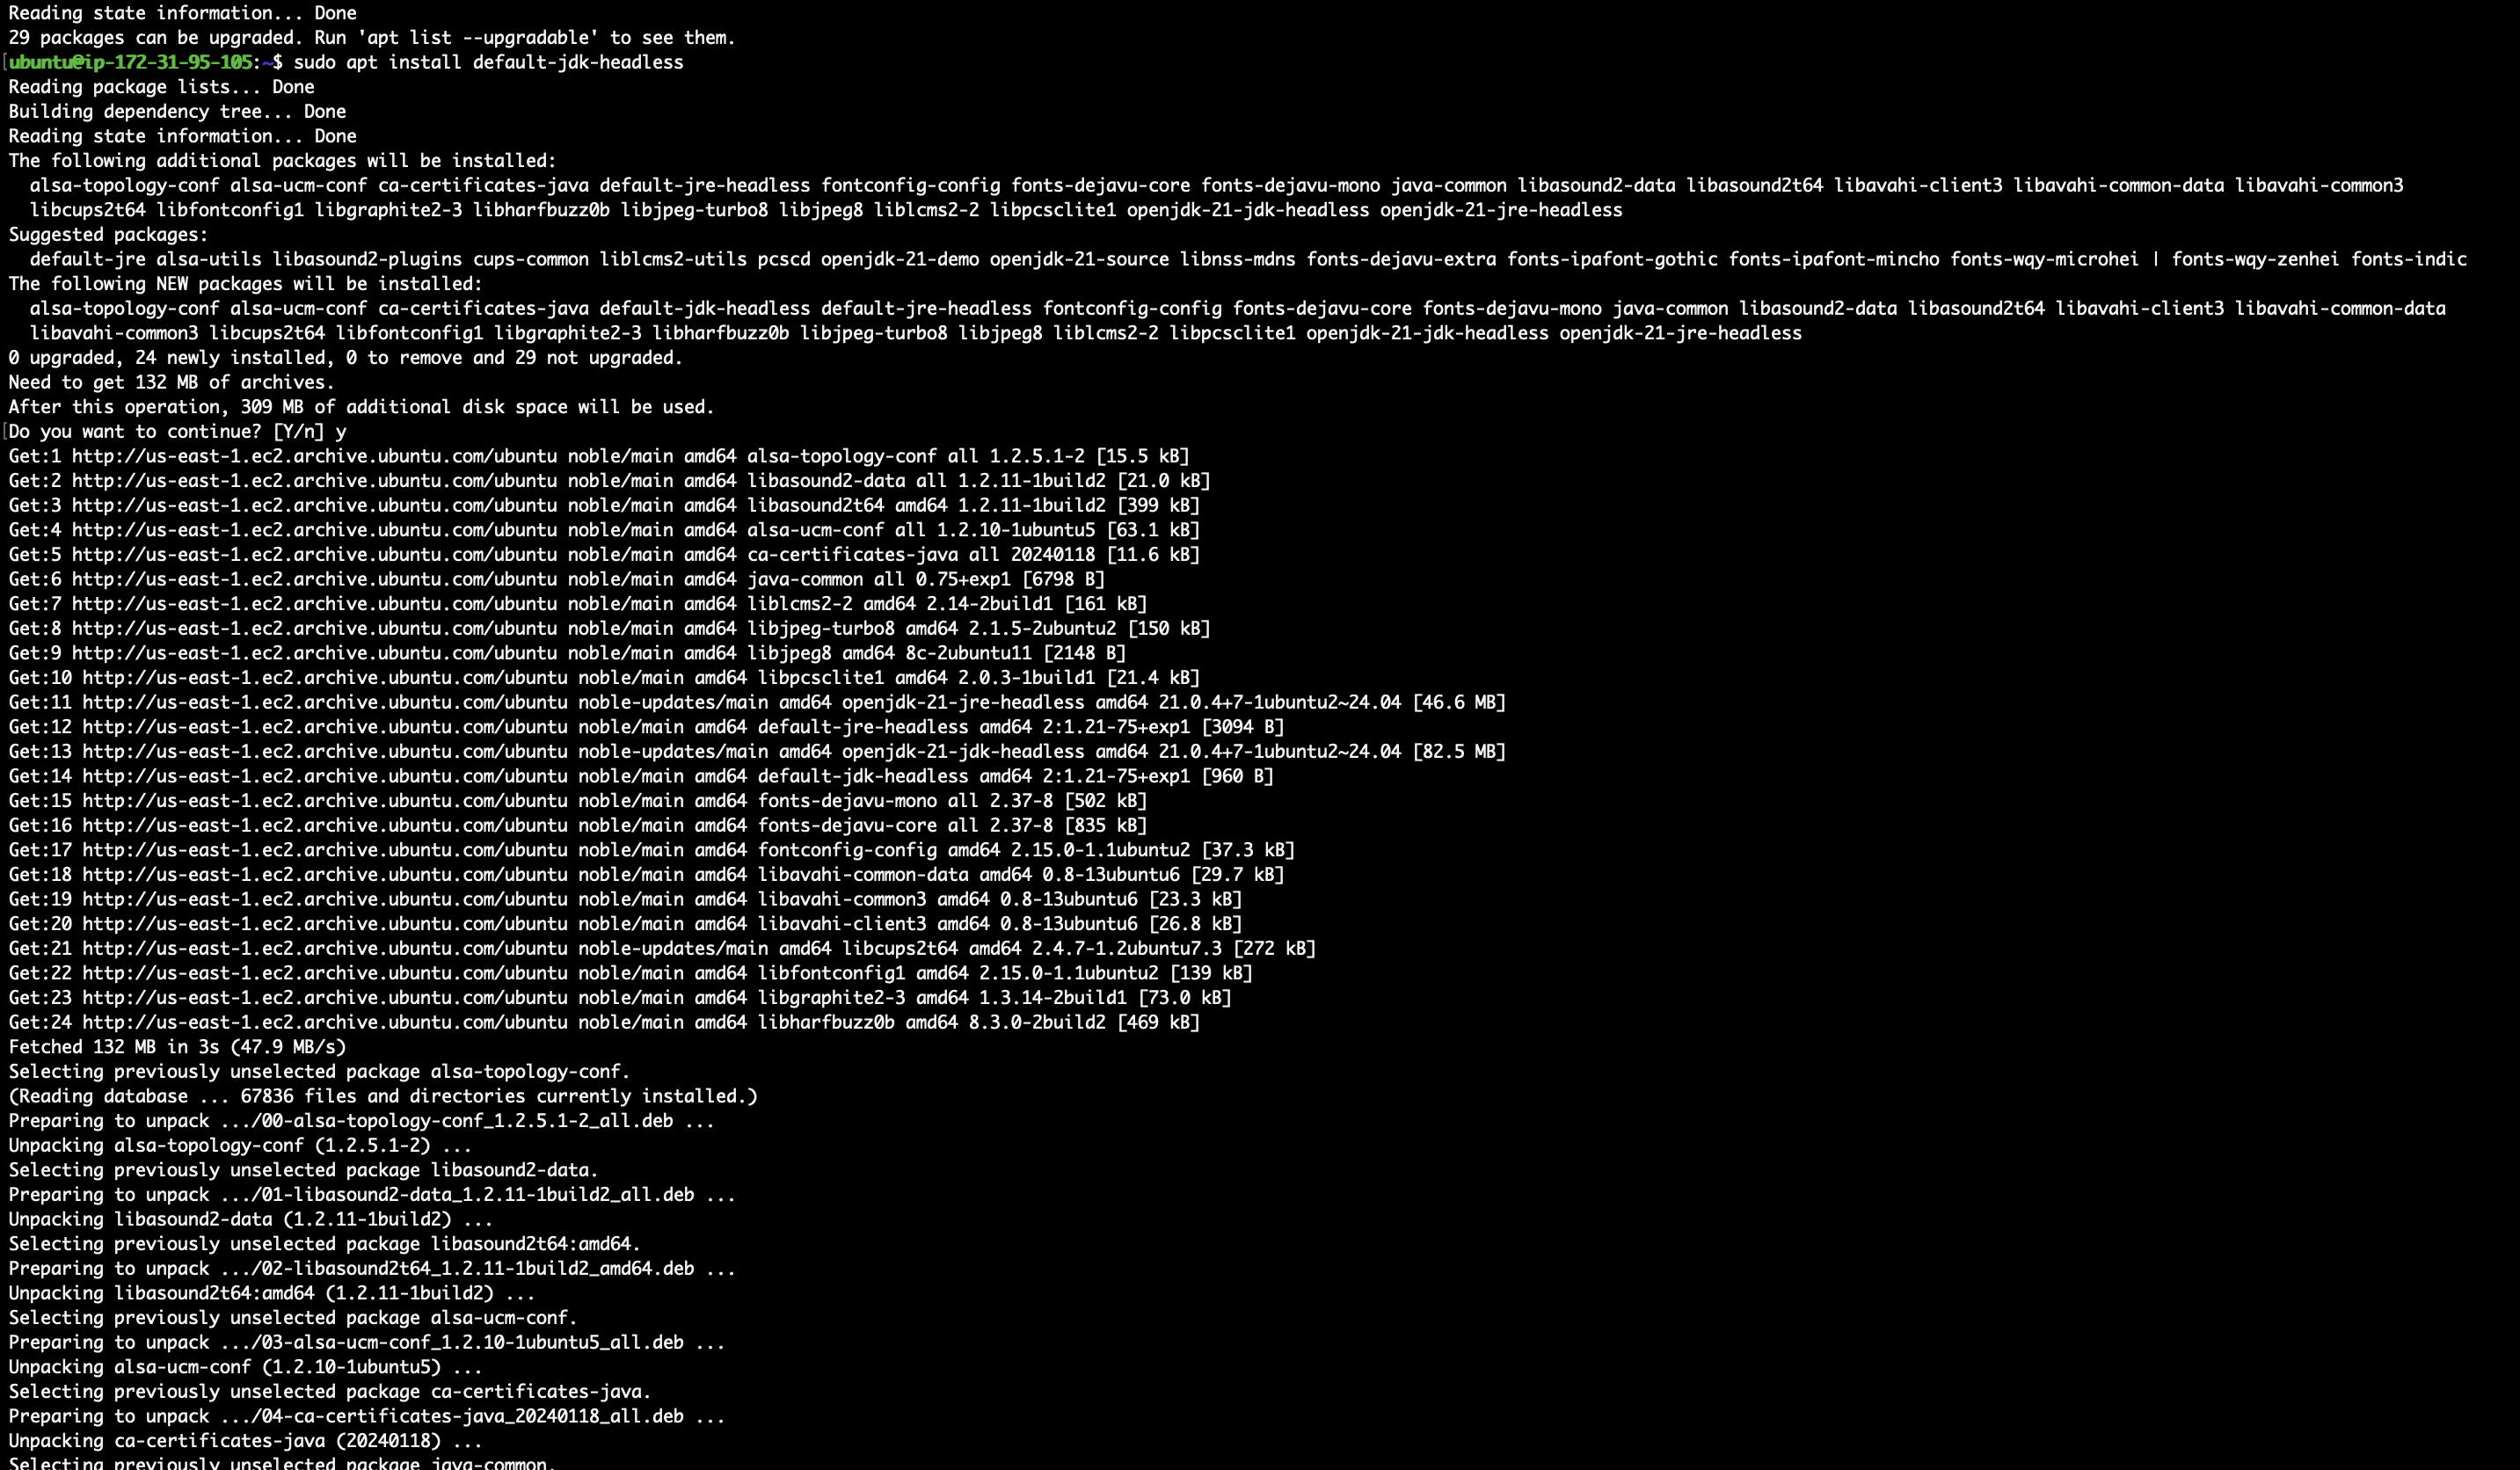 Reading state information... Done
29 packages can be upgraded. Run 'apt list --upgradable' to see them.
[ubuntu@ip-172-31-95-105:~$ sudo apt install default-jdk-headless
Reading package lists... Done
Building dependency tree... Done
Reading state information... Done
The following additional packages will be installed:
  alsa-topology-conf alsa-ucm-conf ca-certificates-java default-jre-headless fontconfig-config fonts-dejavu-core fonts-dejavu-mono java-common libasound2-data libasound2t64 libavahi-client3 libavahi-common-data libavahi-common3
  libcups2t64 libfontconfig1 libgraphite2-3 libharfbuzz0b libjpeg-turbo8 libjpeg8 liblcms2-2 libpcsclite1 openjdk-21-jdk-headless openjdk-21-jre-headless
Suggested packages:
  default-jre alsa-utils libasound2-plugins cups-common liblcms2-utils pcscd openjdk-21-demo openjdk-21-source libnss-mdns fonts-dejavu-extra fonts-ipafont-gothic fonts-ipafont-mincho fonts-wqy-microhei | fonts-wqy-zenhei fonts-indic
The following NEW packages will be installed:
  alsa-topology-conf alsa-ucm-conf ca-certificates-java default-jdk-headless default-jre-headless fontconfig-config fonts-dejavu-core fonts-dejavu-mono java-common libasound2-data libasound2t64 libavahi-client3 libavahi-common-data
  libavahi-common3 libcups2t64 libfontconfig1 libgraphite2-3 libharfbuzz0b libjpeg-turbo8 libjpeg8 liblcms2-2 libpcsclite1 openjdk-21-jdk-headless openjdk-21-jre-headless
0 upgraded, 24 newly installed, 0 to remove and 29 not upgraded.
Need to get 132 MB of archives.
After this operation, 309 MB of additional disk space will be used.
[Do you want to continue? [Y/n] y
Get:1 http://us-east-1.ec2.archive.ubuntu.com/ubuntu noble/main amd64 alsa-topology-conf all 1.2.5.1-2 [15.5 kB]
Get:2 http://us-east-1.ec2.archive.ubuntu.com/ubuntu noble/main amd64 libasound2-data all 1.2.11-1build2 [21.0 kB]
Get:3 http://us-east-1.ec2.archive.ubuntu.com/ubuntu noble/main amd64 libasound2t64 amd64 1.2.11-1build2 [399 kB]
Get:4 http://us-east-1.ec2.archive.ubuntu.com/ubuntu noble/main amd64 alsa-ucm-conf all 1.2.10-1ubuntu5 [63.1 kB]
Get:5 http://us-east-1.ec2.archive.ubuntu.com/ubuntu noble/main amd64 ca-certificates-java all 20240118 [11.6 kB]
Get:6 http://us-east-1.ec2.archive.ubuntu.com/ubuntu noble/main amd64 java-common all 0.75+exp1 [6798 B]
Get:7 http://us-east-1.ec2.archive.ubuntu.com/ubuntu noble/main amd64 liblcms2-2 amd64 2.14-2build1 [161 kB]
Get:8 http://us-east-1.ec2.archive.ubuntu.com/ubuntu noble/main amd64 libjpeg-turbo8 amd64 2.1.5-2ubuntu2 [150 kB]
Get:9 http://us-east-1.ec2.archive.ubuntu.com/ubuntu noble/main amd64 libjpeg8 amd64 8c-2ubuntu11 [2148 B]
Get:10 http://us-east-1.ec2.archive.ubuntu.com/ubuntu noble/main amd64 libpcsclite1 amd64 2.0.3-1build1 [21.4 kB]
Get:11 http://us-east-1.ec2.archive.ubuntu.com/ubuntu noble-updates/main amd64 openjdk-21-jre-headless amd64 21.0.4+7-1ubuntu2~24.04 [46.6 MB]
Get:12 http://us-east-1.ec2.archive.ubuntu.com/ubuntu noble/main amd64 default-jre-headless amd64 2:1.21-75+exp1 [3094 B]
Get:13 http://us-east-1.ec2.archive.ubuntu.com/ubuntu noble-updates/main amd64 openjdk-21-jdk-headless amd64 21.0.4+7-1ubuntu2~24.04 [82.5 MB]
Get:14 http://us-east-1.ec2.archive.ubuntu.com/ubuntu noble/main amd64 default-jdk-headless amd64 2:1.21-75+exp1 [960 B]
Get:15 http://us-east-1.ec2.archive.ubuntu.com/ubuntu noble/main amd64 fonts-dejavu-mono all 2.37-8 [502 kB]
Get:16 http://us-east-1.ec2.archive.ubuntu.com/ubuntu noble/main amd64 fonts-dejavu-core all 2.37-8 [835 kB]
Get:17 http://us-east-1.ec2.archive.ubuntu.com/ubuntu noble/main amd64 fontconfig-config amd64 2.15.0-1.1ubuntu2 [37.3 kB]
Get:18 http://us-east-1.ec2.archive.ubuntu.com/ubuntu noble/main amd64 libavahi-common-data amd64 0.8-13ubuntu6 [29.7 kB]
Get:19 http://us-east-1.ec2.archive.ubuntu.com/ubuntu noble/main amd64 libavahi-common3 amd64 0.8-13ubuntu6 [23.3 kB]
Get:20 http://us-east-1.ec2.archive.ubuntu.com/ubuntu noble/main amd64 libavahi-client3 amd64 0.8-13ubuntu6 [26.8 kB]
Get:21 http://us-east-1.ec2.archive.ubuntu.com/ubuntu noble-updates/main amd64 libcups2t64 amd64 2.4.7-1.2ubuntu7.3 [272 kB]
Get:22 http://us-east-1.ec2.archive.ubuntu.com/ubuntu noble/main amd64 libfontconfig1 amd64 2.15.0-1.1ubuntu2 [139 kB]
Get:23 http://us-east-1.ec2.archive.ubuntu.com/ubuntu noble/main amd64 libgraphite2-3 amd64 1.3.14-2build1 [73.0 kB]
Get:24 http://us-east-1.ec2.archive.ubuntu.com/ubuntu noble/main amd64 libharfbuzz0b amd64 8.3.0-2build2 [469 kB]
Fetched 132 MB in 3s (47.9 MB/s)
Selecting previously unselected package alsa-topology-conf.
(Reading database ... 67836 files and directories currently installed.)
Preparing to unpack .../00-alsa-topology-conf_1.2.5.1-2_all.deb ...
Unpacking alsa-topology-conf (1.2.5.1-2) ...
Selecting previously unselected package libasound2-data.
Preparing to unpack .../01-libasound2-data_1.2.11-1build2_all.deb ...
Unpacking libasound2-data (1.2.11-1build2) ...
Selecting previously unselected package libasound2t64:amd64.
Preparing to unpack .../02-libasound2t64_1.2.11-1build2_amd64.deb ...
Unpacking libasound2t64:amd64 (1.2.11-1build2) ...
Selecting previously unselected package alsa-ucm-conf.
Preparing to unpack .../03-alsa-ucm-conf_1.2.10-1ubuntu5_all.deb ...
Unpacking alsa-ucm-conf (1.2.10-1ubuntu5) ...
Selecting previously unselected package ca-certificates-java.
Preparing to unpack .../04-ca-certificates-java_20240118_all.deb ...
Unpacking ca-certificates-java (20240118) ...
Selecting previously unselected package java-common.